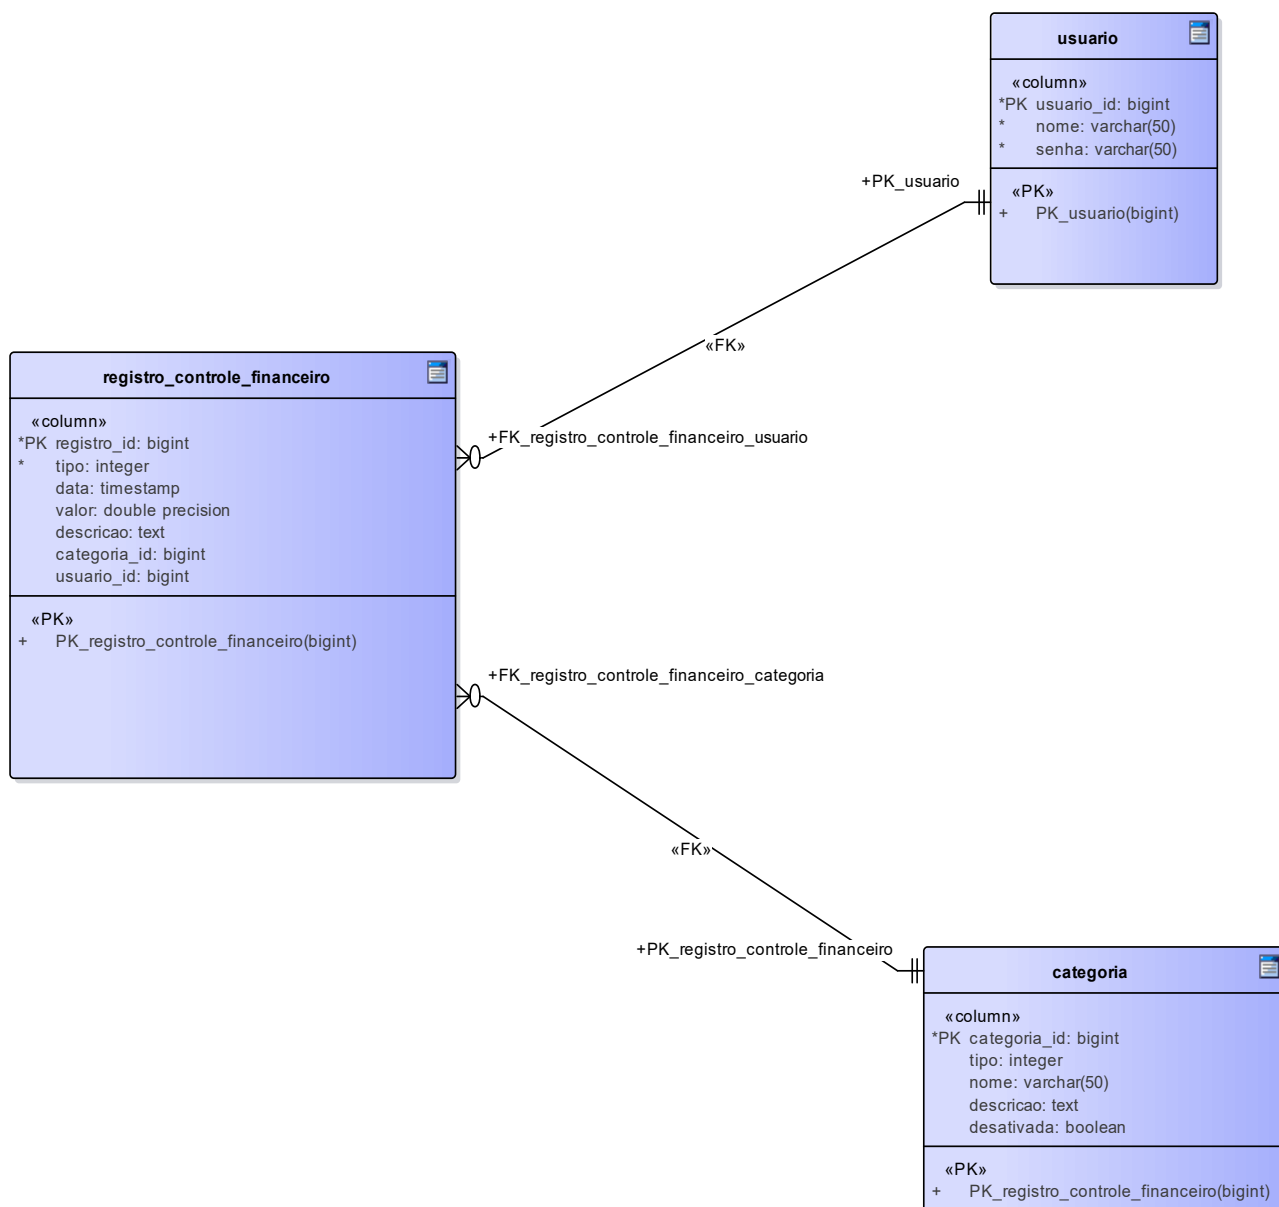 usuario
«column»
*PK usuario_id: bigint
* nome: varchar(50)
* senha: varchar(50)
«PK»
+ PK_usuario(bigint)
+PK_usuario
«FK»
+FK_registro_controle_financeiro_usuario
registro_controle_financeiro
«column»
*PK registro_id: bigint
* tipo: integer
data: timestamp
valor: double precision
descricao: text
categoria_id: bigint
usuario_id: bigint
«PK»
+ PK_registro_controle_financeiro(bigint)
+FK_registro_controle_financeiro_categoria
«FK»
+PK_registro_controle_financeiro
categoria
«column»
*PK categoria_id: bigint
tipo: integer
nome: varchar(50)
descricao: text
desativada: boolean
«PK»
+ PK_registro_controle_financeiro(bigint)